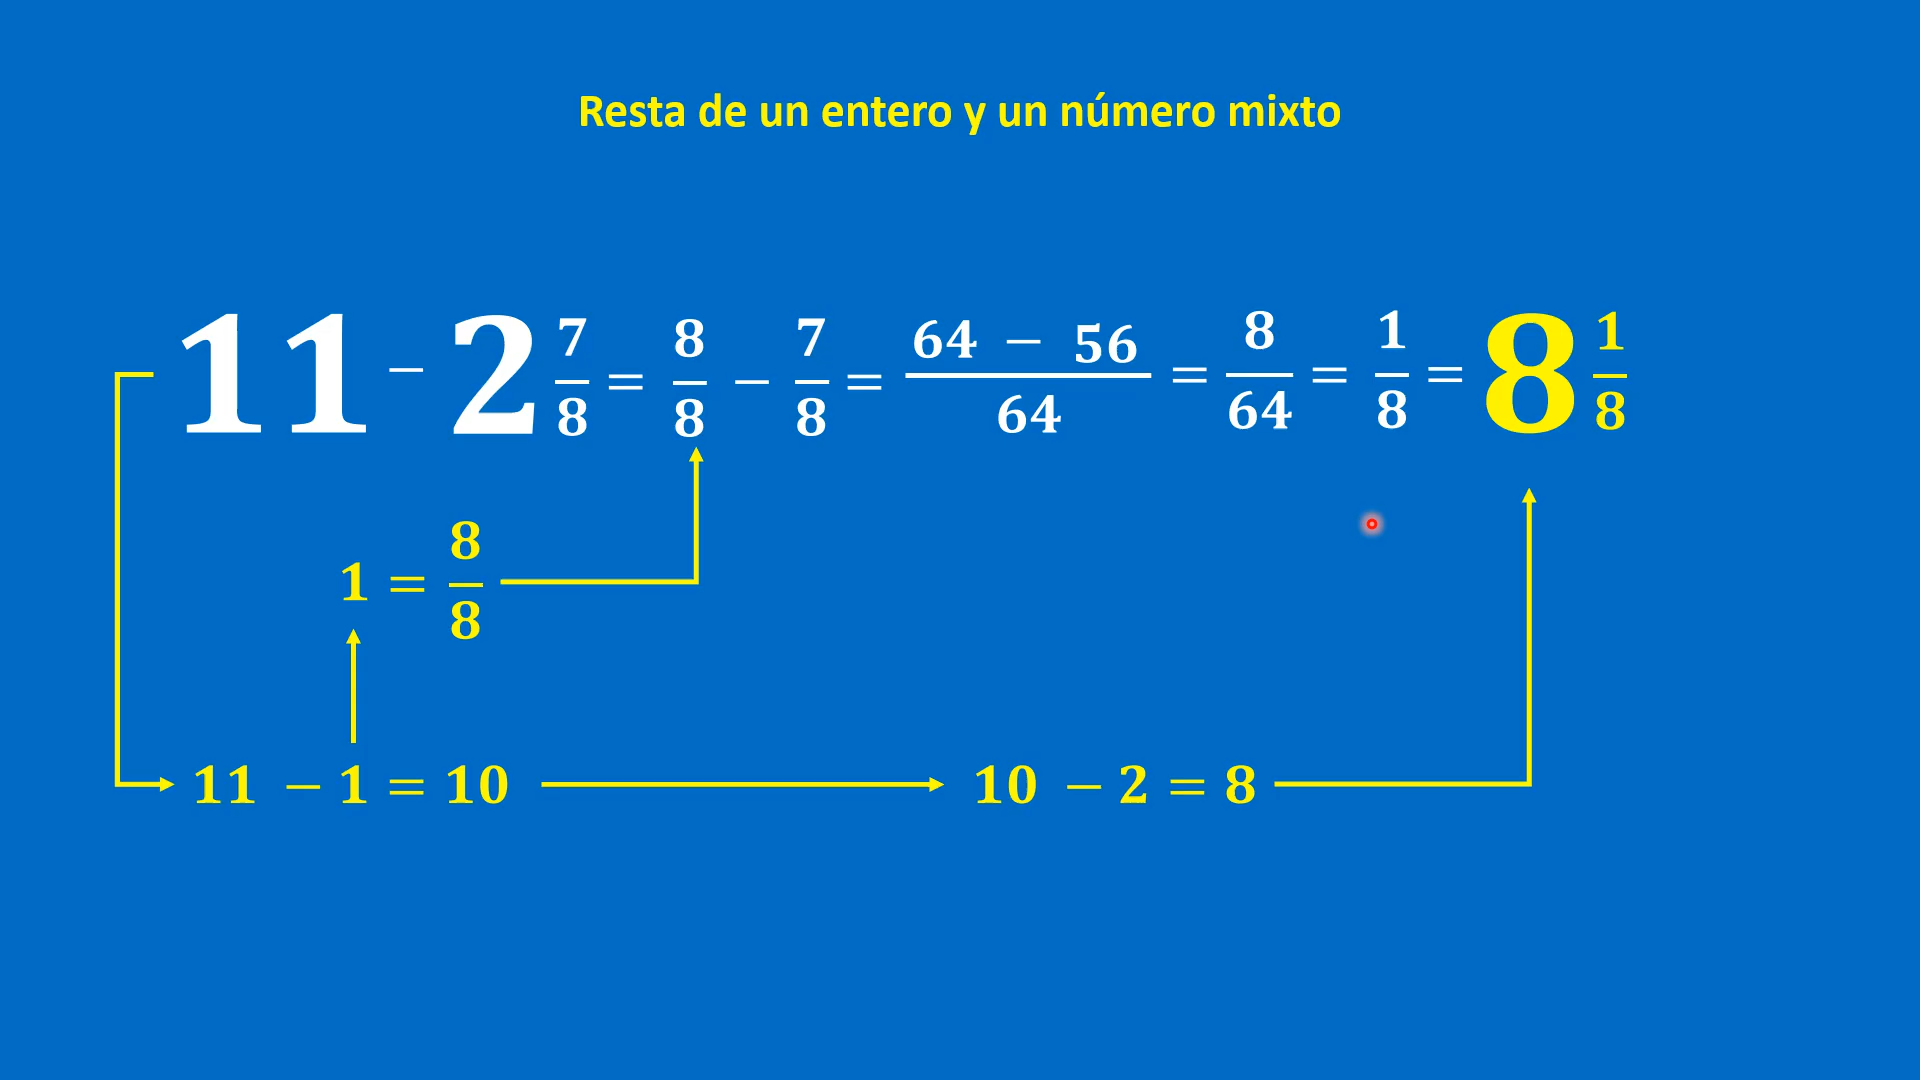 Resta de un entero y un número mixto
11 − 2 7/8 = 8/8 − 7/8 = 64 − 56/64 = 8/64 = 1/8 = 8 1/8
1 = 8/8
11 − 1 = 10
10 − 2 = 8